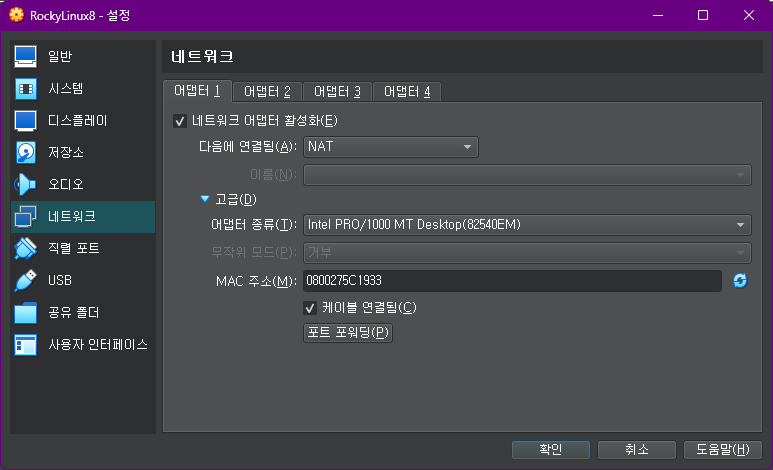 RockyLinux8 - 설정
일반
시스템
디스플레이
저장소
오디오
네트워크
직렬 포트
USB
공유 폴더
사용자 인터페이스
네트워크
어댑터 1 어댑터 2 어댑터 3 어댑터 4
네트워크 어댑터 활성화(E)
다음에 연결됨(A): NAT
이름(N):
고급(D)
어댑터 종류(T): Intel PRO/1000 MT Desktop(82540EM)
무작위 모드(P): 거부
MAC 주소(M): 0800275C1933
케이블 연결됨(C)
포트 포워딩(P)
확인 취소 도움말(H)